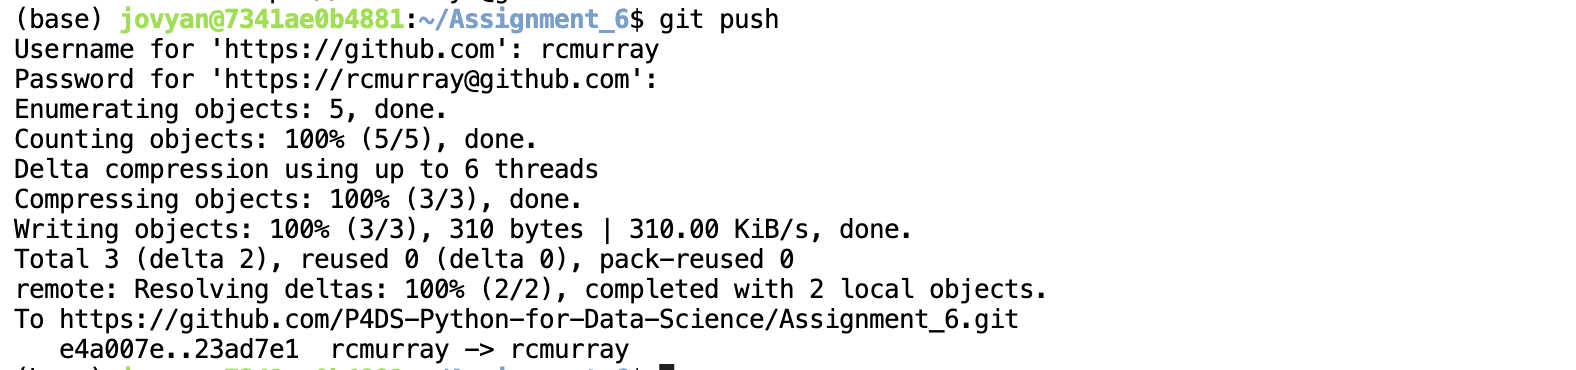 (base) jovyan@7341ae0b4881:~/Assignment_6$ git push
Username for 'https://github.com': rcmurray
Password for 'https://rcmurray@github.com':
Enumerating objects: 5, done.
Counting objects: 100% (5/5), done.
Delta compression using up to 6 threads
Compressing objects: 100% (3/3), done.
Writing objects: 100% (3/3), 310 bytes | 310.00 KiB/s, done.
Total 3 (delta 2), reused 0 (delta 0), pack-reused 0
remote: Resolving deltas: 100% (2/2), completed with 2 local objects.
To https://github.com/P4DS-Python-for-Data-Science/Assignment_6.git
   e4a007e..23ad7e1  rcmurray -> rcmurray